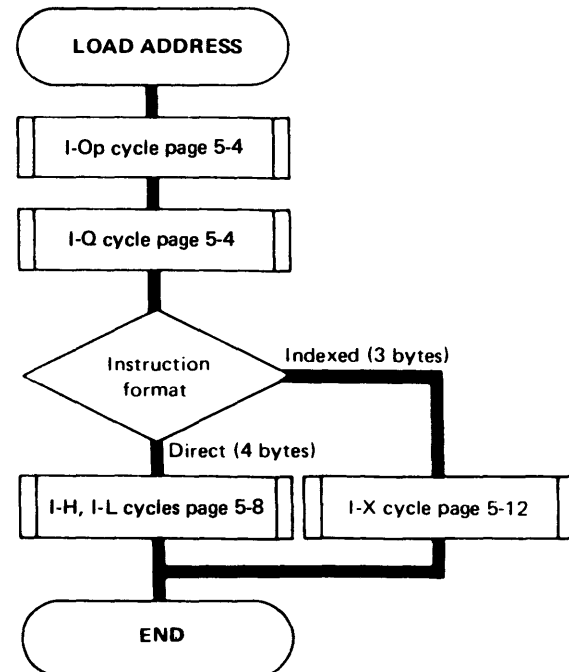 LOAD ADDRESS
I-Op cycle page 5-4
I-Q cycle page 5-4
Instruction
format
Indexed (3 bytes)
Direct (4 bytes)
I-H, I-L cycles page 5-8
I-X cycle page 5-12
END